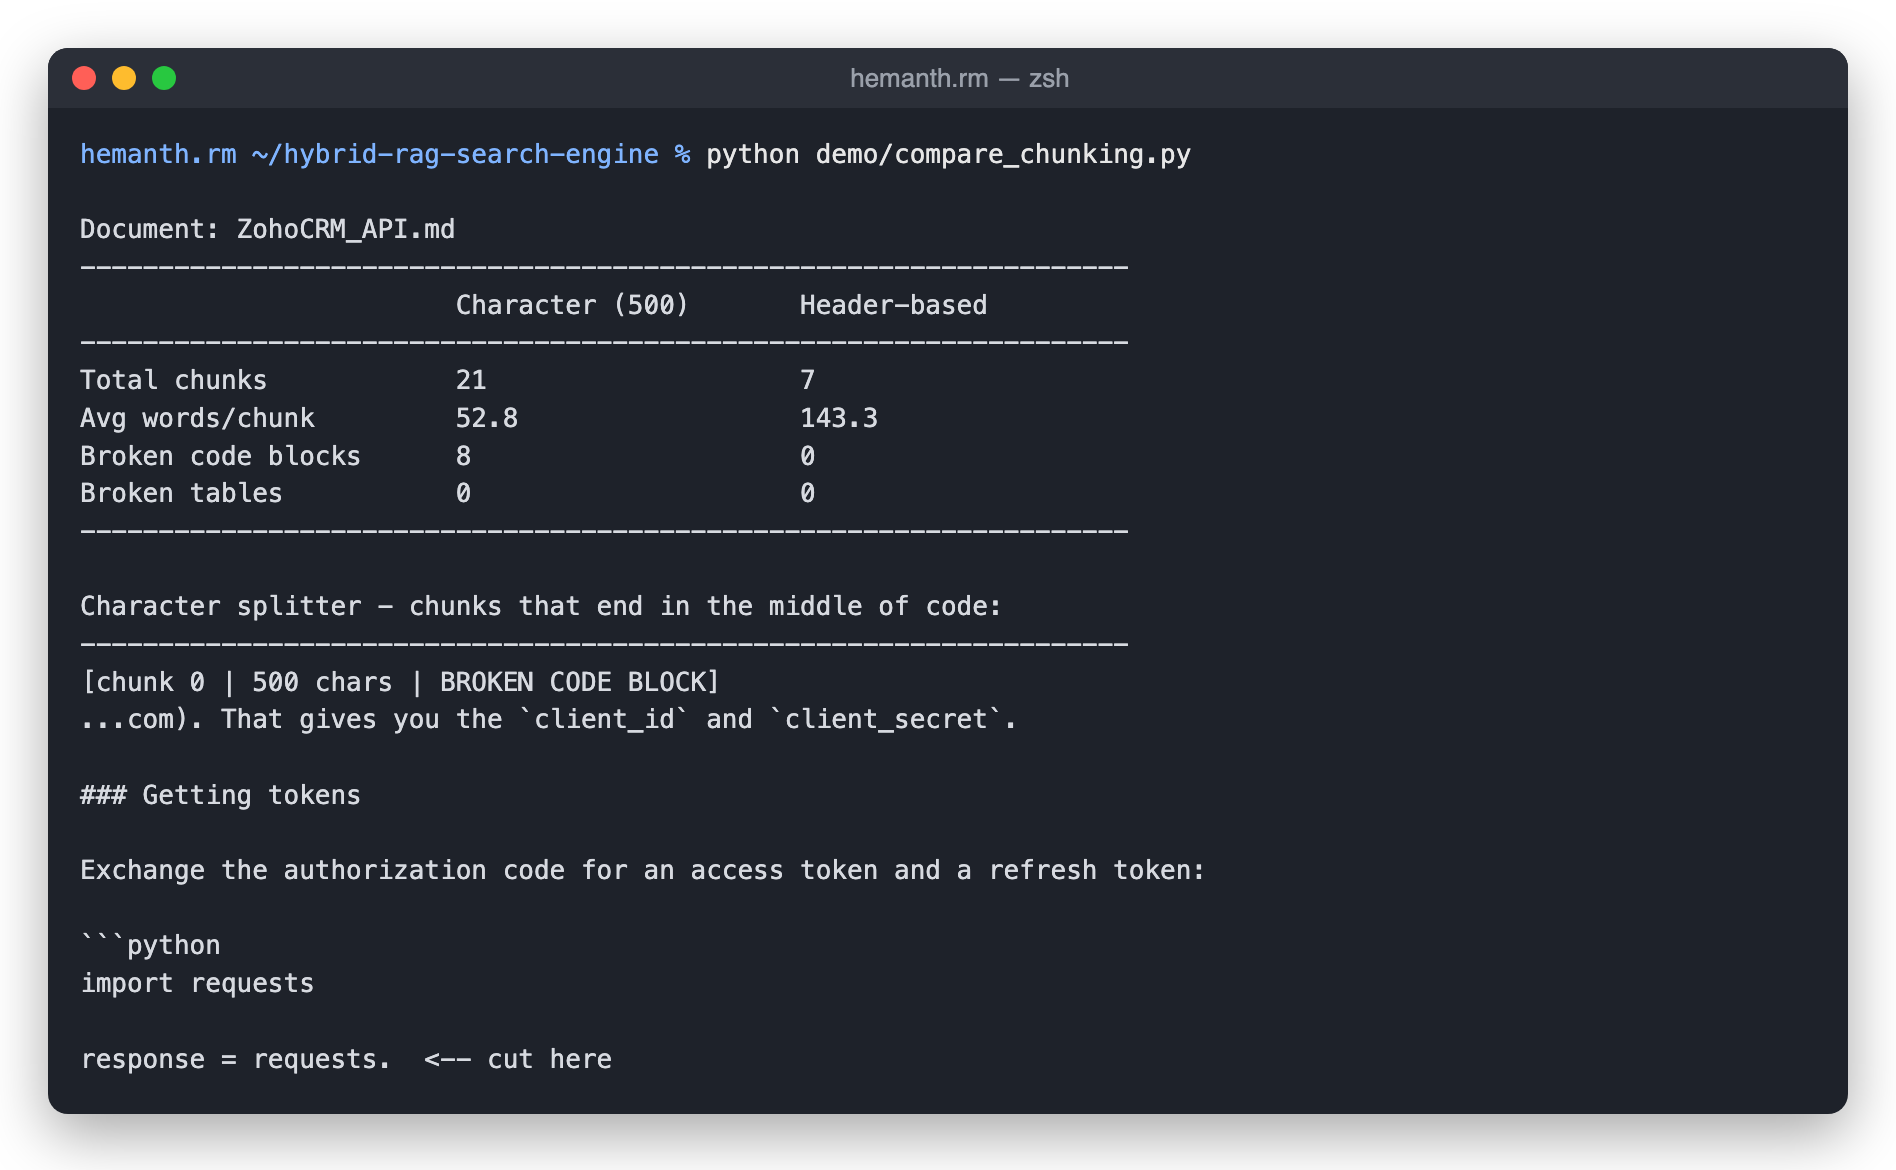 hemanth.rm — zsh
hemanth.rm ~/hybrid-rag-search-engine % python demo/compare_chunking.py
Document: ZohoCRM_API.md
-------------------------------------------------------------------
Character (500) Header-based
-------------------------------------------------------------------
Total chunks 21 7
Avg words/chunk 52.8 143.3
Broken code blocks 8 0
Broken tables 0 0
-------------------------------------------------------------------
Character splitter - chunks that end in the middle of code:
-------------------------------------------------------------------
[chunk 0 | 500 chars | BROKEN CODE BLOCK]
...com). That gives you the `client_id` and `client_secret`.
### Getting tokens
Exchange the authorization code for an access token and a refresh token:
```python
import requests
response = requests. <-- cut here